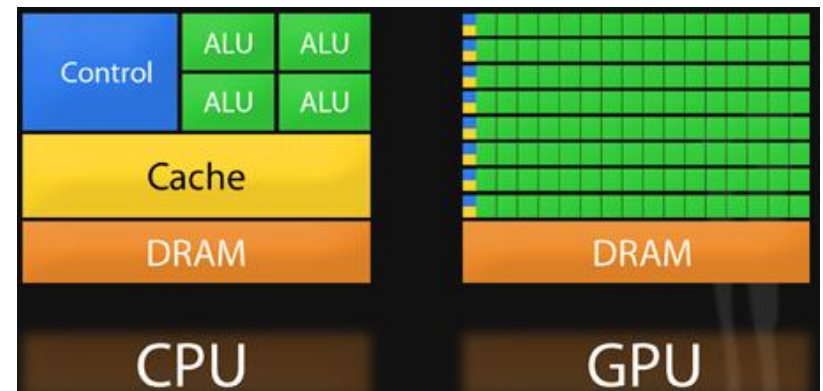 Control
ALU ALU
ALU ALU
Cache
DRAM
DRAM
CPU
GPU